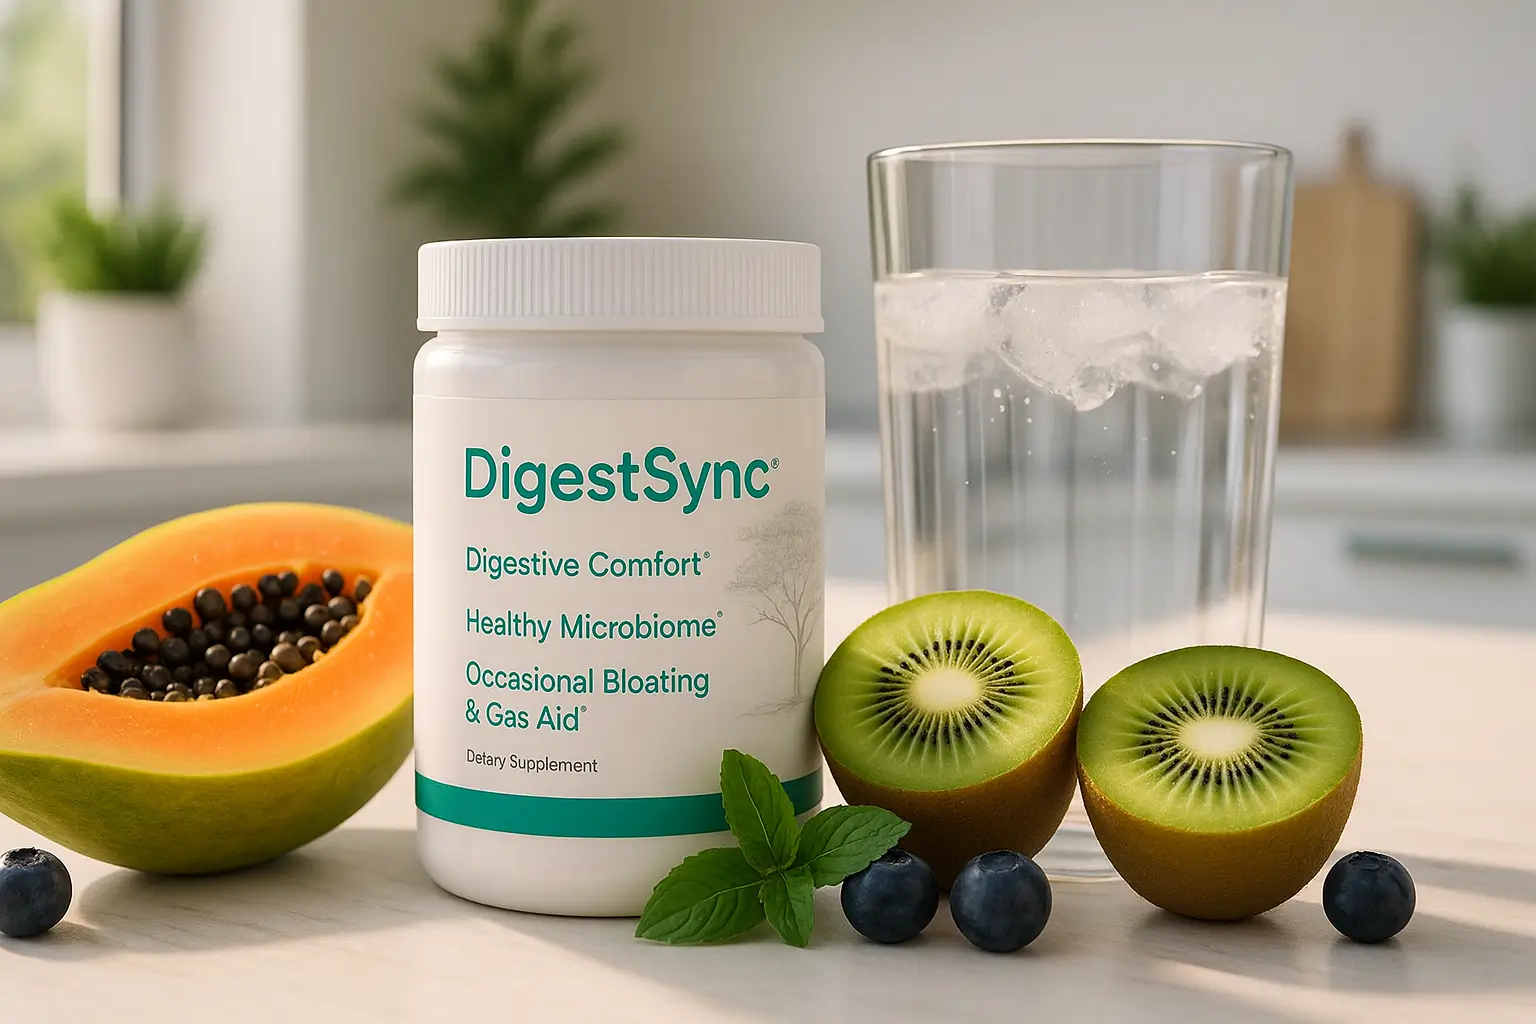 DigestSync®
Digestive Comfort®
Healthy Microbiome®
Occasional Bloating
& Gas Aid®
Detary Supplement